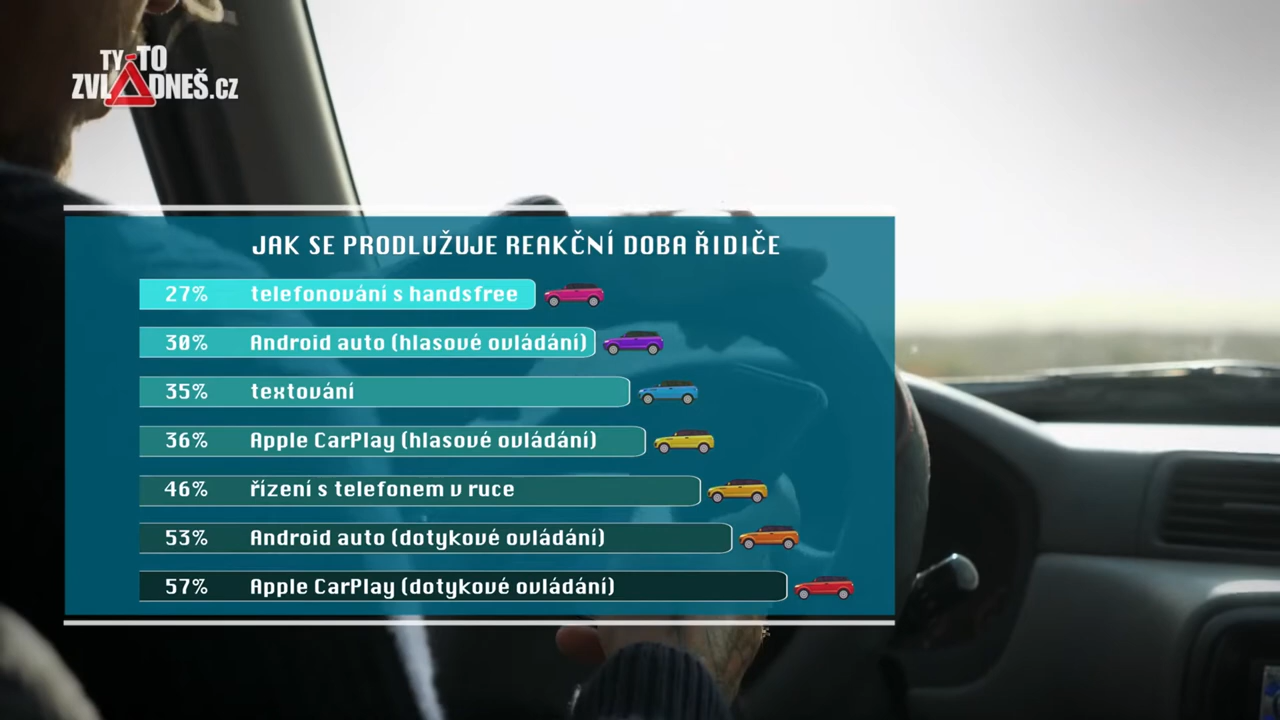 TY-TO
ZVLÁDNEŠ.cz
JAK SE PRODLUŽUJE REAKČNÍ DOBA ŘIDIČE
27% telefonování s handsfree
30% Android auto (hlasové ovládání)
35% textování
36% Apple CarPlay (hlasové ovládání)
46% řízení s telefonem v ruce
53% Android auto (dotykové ovládání)
57% Apple CarPlay (dotykové ovládání)